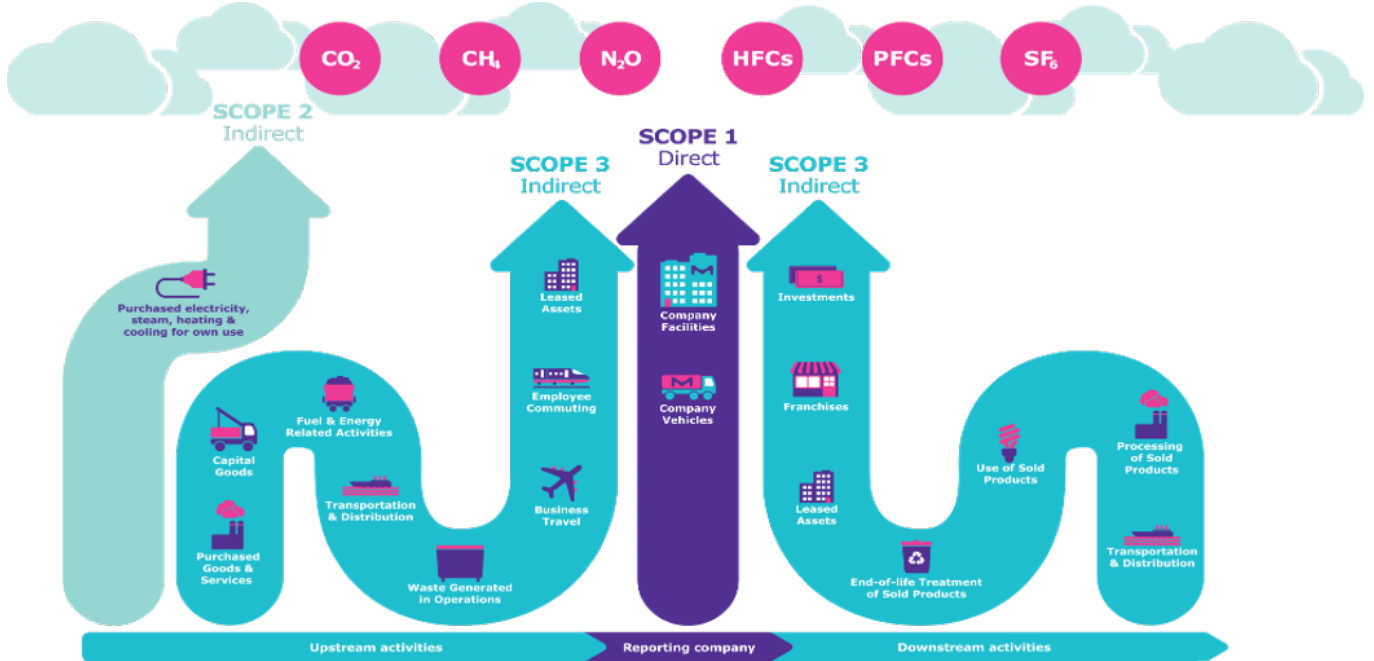 CO₂
CH₄
N₂O
HFCs
PFCs
SF₆
SCOPE 2
Indirect
SCOPE 3
Indirect
SCOPE 1
Direct
SCOPE 3
Indirect
Purchased electricity,
steam, heating &
cooling for own use
Capital
Goods
Purchased
Goods &
Services
Fuel & Energy
Related Activities
Transportation
& Distribution
Waste Generated
in Operations
Leased
Assets
Employee
Commuting
Business
Travel
Company
Facilities
Company
Vehicles
$
Investments
Franchises
Leased
Assets
End-of-life Treatment
of Sold Products
Use of Sold
Products
Processing
of Sold
Products
Transportation
& Distribution
Upstream activities
Reporting company
Downstream activities